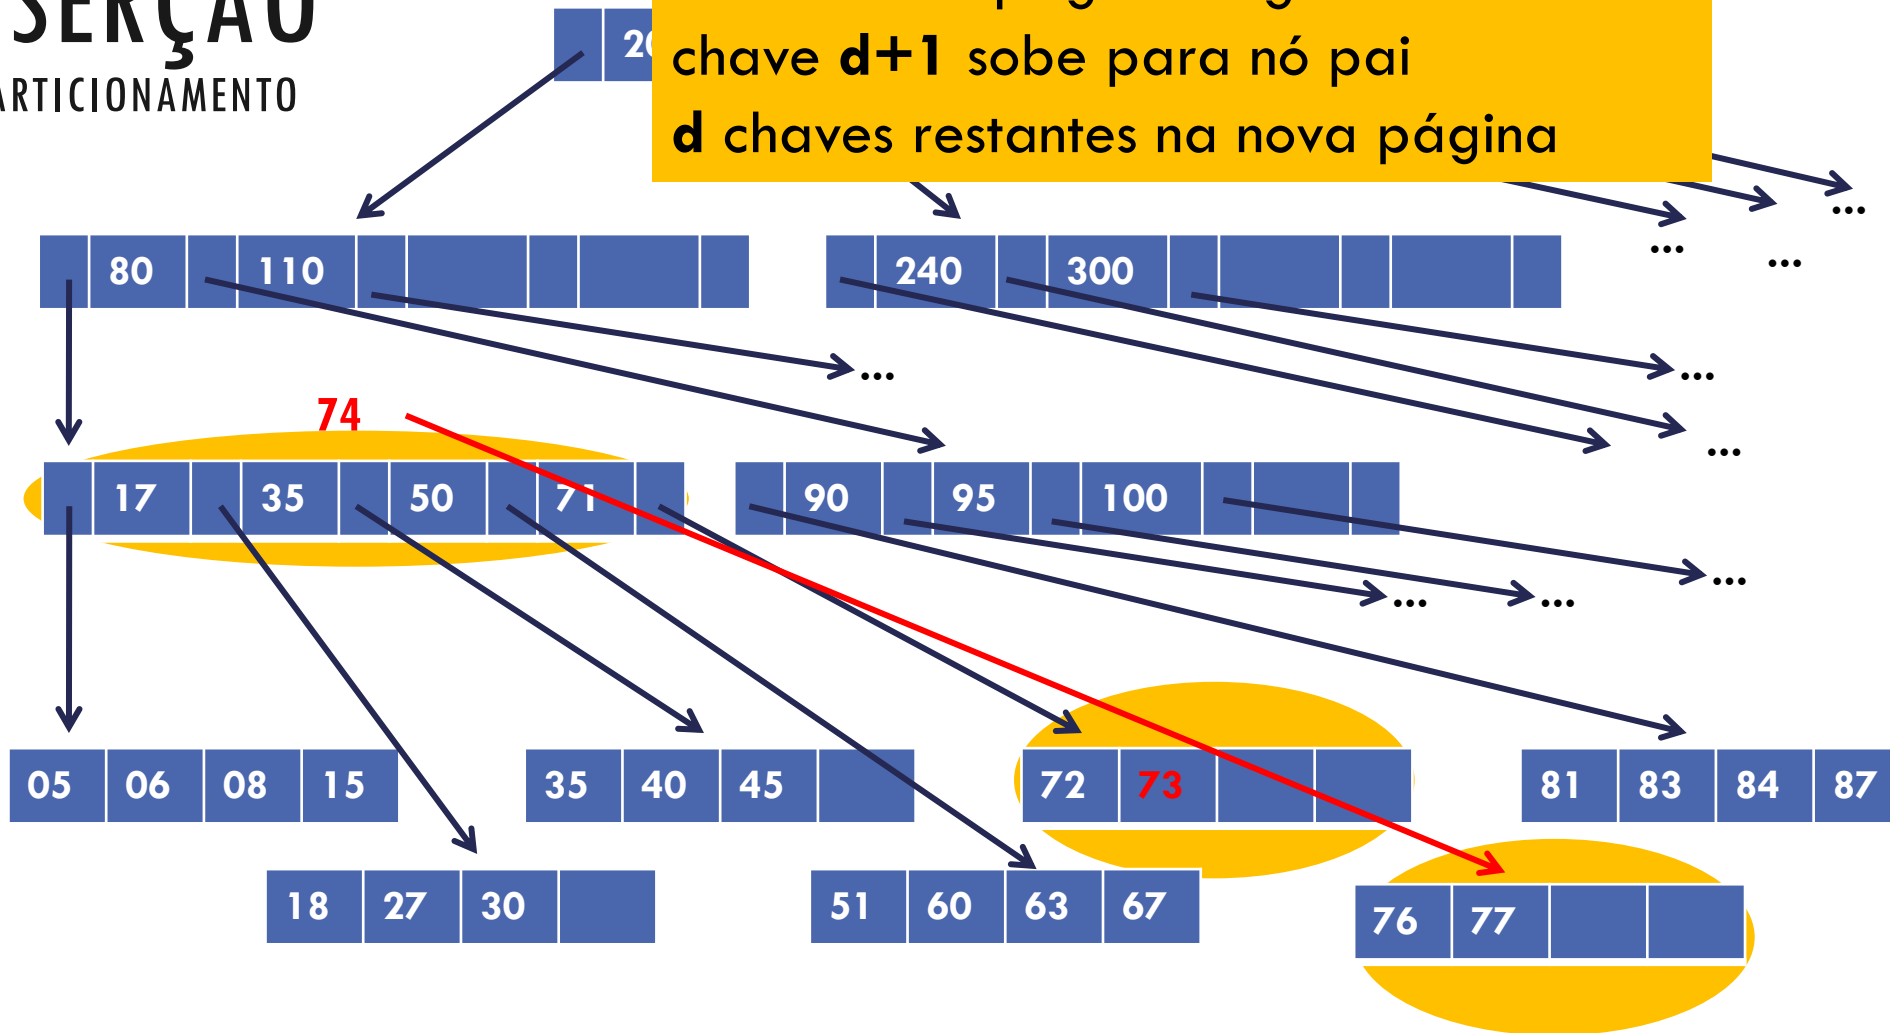 SERÇÃO
ARTICIONAMENTO
chave d+1 sobe para nó pai
d chaves restantes na nova página
...
... ...
80 110
240 300
... ...
74
...
17 35 50 71
90 95 100
...
... ...
05 06 08 15
35 40 45
72 73
81 83 84 87
18 27 30
51 60 63 67
76 77